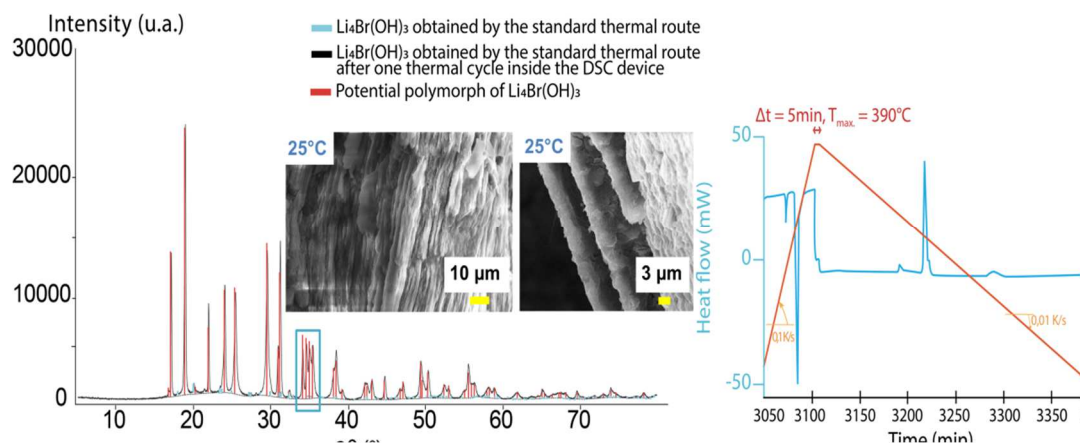 Intensity (u.a.)
30000
20000
10000
0
10
20
30
40
50
60
70
Li₄Br(OH)₃ obtained by the standard thermal route
Li₄Br(OH)₃ obtained by the standard thermal route
after one thermal cycle inside the DSC device
Potential polymorph of Li₄Br(OH)₃
25°C
10 µm
25°C
3 µm
Δt = 5min, Tmax. = 390°C
Heat flow (mW)
50
0
-50
0,1K/s
0,01 K/s
3050 3100 3150 3200 3250 3300 3350
Time (min)